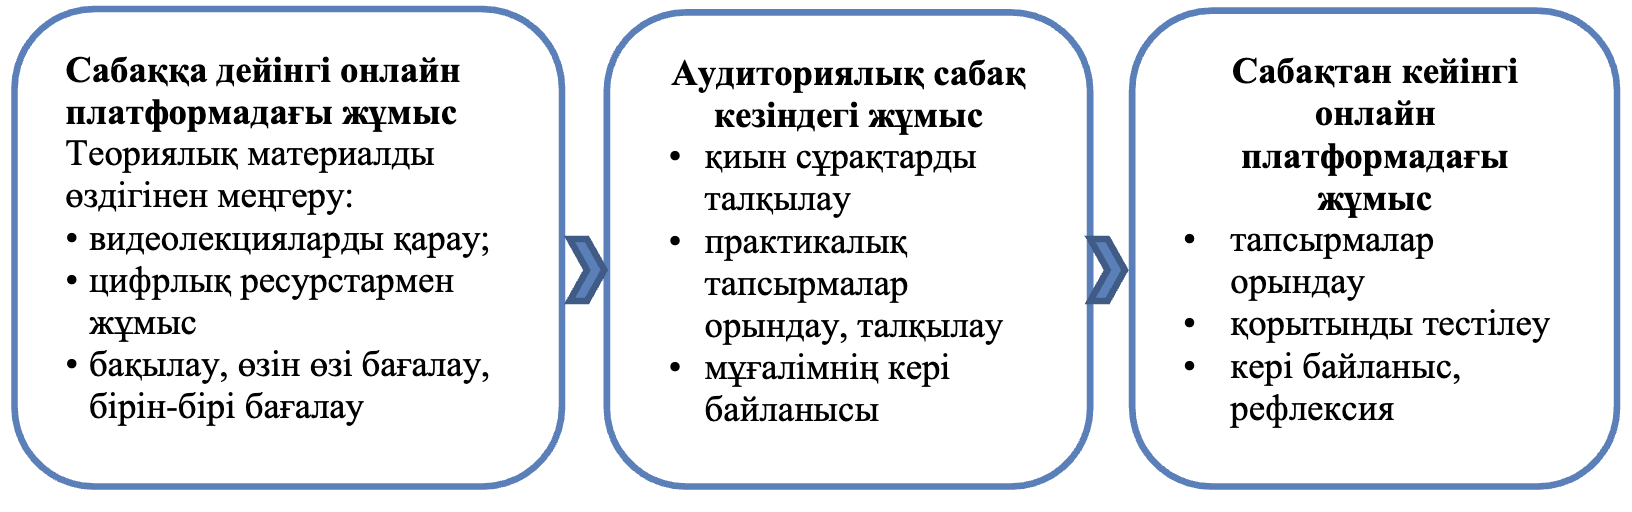 Сабаққа дейінгі онлайн
платформадағы жұмыс
Теориялық материалды
өздігінен меңгеру:
• видеолекцияларды қарау;
• цифрлық ресурстармен
жұмыс
• бақылау, өзін өзі бағалау,
бірін-бірі бағалау
Аудиториялық сабақ
кезіндегі жұмыс
• қиын сұрақтарды
талқылау
• практикалық
тапсырмалар
орындау, талқылау
• мұғалімнің кері
байланысы
Сабақтан кейінгі
онлайн
платформадағы
жұмыс
• тапсырмалар
орындау
• қорытынды тестілеу
• кері байланыс,
рефлексия